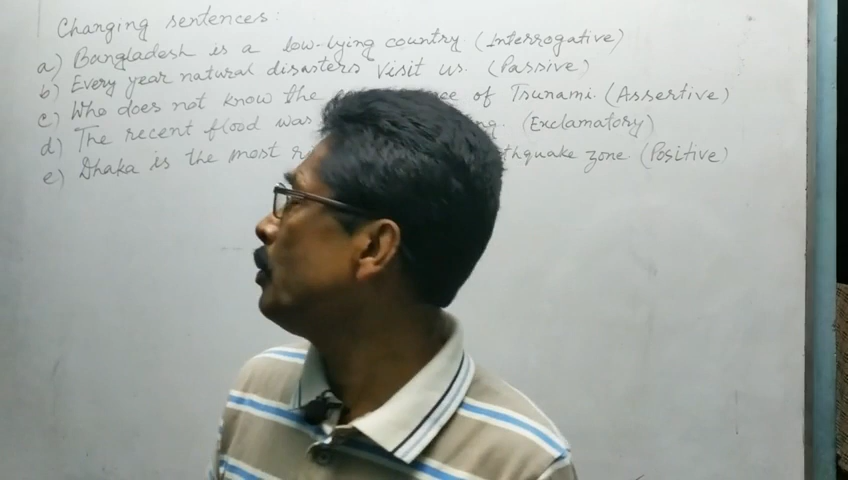 Changing sentences:
a) Bangladesh is a low-lying country. (Interrogative)
b) Every year natural disasters visit us. (Passive)
c) Who does not know the of Tsunami. (Assertive)
d) The recent flood was (Exclamatory)
e) Dhaka is the most zone (Positive)